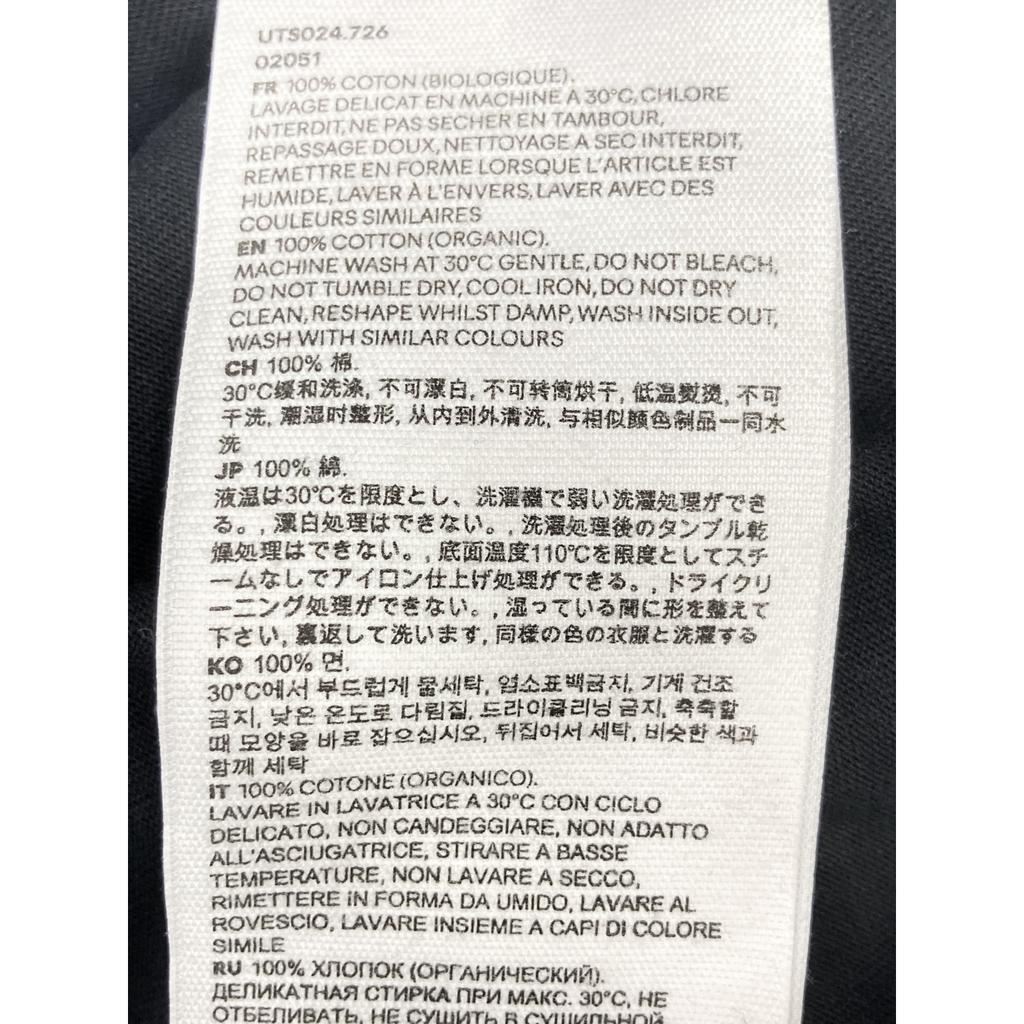 UTS024.726
02051
FR 100% COTON (BIOLOGIQUE).
LAVAGE DELICAT EN MACHINE A 30°C, CHLORE
INTERDIT, NE PAS SECHER EN TAMBOUR,
REPASSAGE DOUX, NETTOYAGE A SEC INTERDIT,
REMETTRE EN FORME LORSQUE L'ARTICLE EST
HUMIDE, LAVER À L'ENVERS, LAVER AVEC DES
COULEURS SIMILAIRES
EN 100% COTTON (ORGANIC).
MACHINE WASH AT 30°C GENTLE, DO NOT BLEACH,
DO NOT TUMBLE DRY, COOL IRON, DO NOT DRY
CLEAN, RESHAPE WHILST DAMP, WASH INSIDE OUT,
WASH WITH SIMILAR COLOURS
CH 100% 棉.
30°C缓和洗涤, 不可漂白, 不可转筒烘干, 低温熨烫, 不可
干洗, 潮湿时整形, 从内到外清洗, 与相似颜色制品一同水
洗
JP 100% 綿.
液温は30℃を限度とし、洗濯機で弱い洗濯処理ができ
る。, 漂白処理はできない。, 洗濯処理後のタンブル乾
燥処理はできない。, 底面温度110℃を限度としてスチ
ームなしでアイロン仕上げ処理ができる。, ドライクリ
ーニング処理ができない。, 湿っている間に形を整えて
下さい, 裏返して洗います, 同様の色の衣服と洗濯する
KO 100% 면.
30°C에서 부드럽게 물세탁, 염소표백금지, 기계 건조
금지, 낮은 온도로 다림질, 드라이클리닝 금지, 축축할
때 모양을 바로 잡으십시오, 뒤집어서 세탁, 비슷한 색과
함께 세탁
IT 100% COTONE (ORGANICO).
LAVARE IN LAVATRICE A 30°C CON CICLO
DELICATO, NON CANDEGGIARE, NON ADATTO
ALL'ASCIUGATRICE, STIRARE A BASSE
TEMPERATURE, NON LAVARE A SECCO,
RIMETTERE IN FORMA DA UMIDO, LAVARE AL
ROVESCIO, LAVARE INSIEME A CAPI DI COLORE
SIMILE
RU 100% ХЛОПОК (ОРГАНИЧЕСКИЙ).
ДЕЛИКАТНАЯ СТИРКА ПРИ МАКС. 30°C, НЕ
ОТБЕЛИВАТЬ, НЕ СУШИТЬ В СУШИЛЬНОЙ